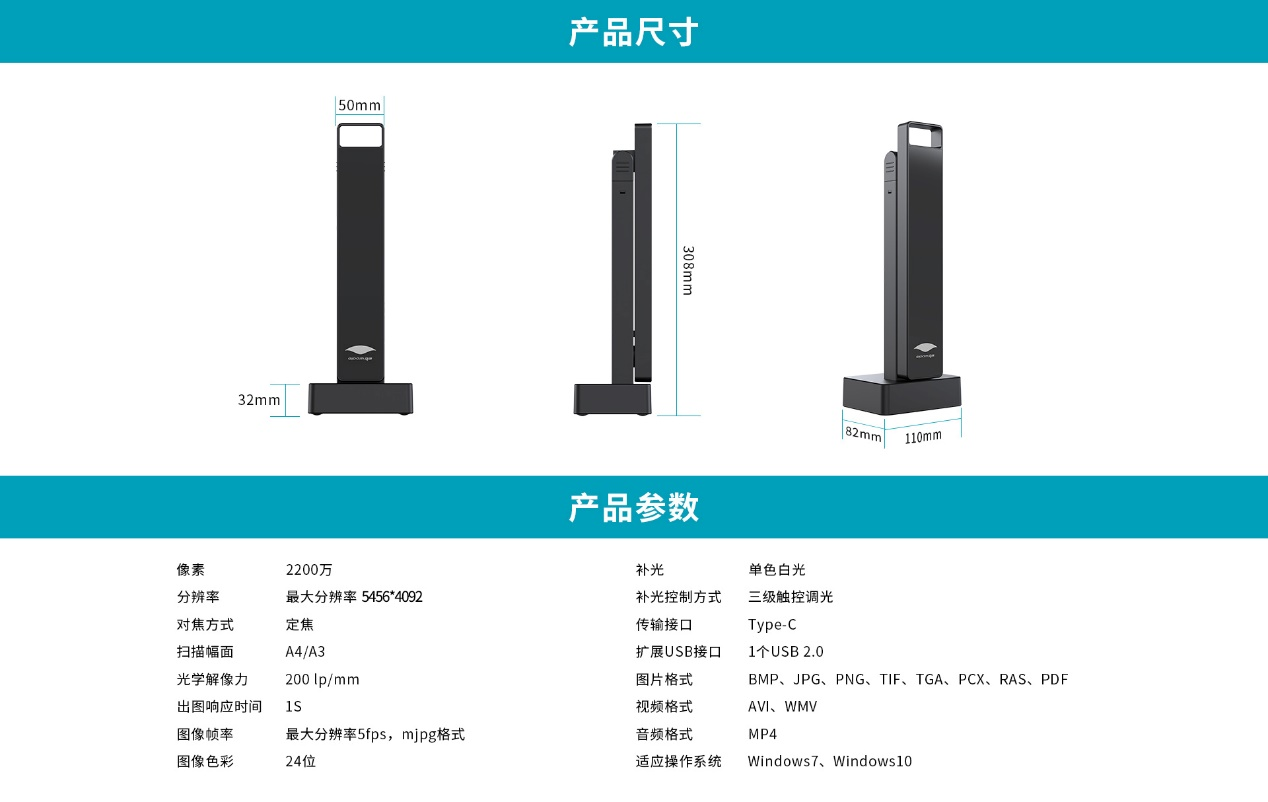 产品尺寸
50mm
308mm
32mm
82mm
110mm
产品参数
像素 2200万
分辨率 最大分辨率 5456*4092
对焦方式 定焦
扫描幅面 A4/A3
光学解像力 200 lp/mm
出图响应时间 1S
图像帧率 最大分辨率5fps，mjpg格式
图像色彩 24位
补光 单色白光
补光控制方式 三级触控调光
传输接口 Type-C
扩展USB接口 1个USB 2.0
图片格式 BMP、JPG、PNG、TIF、TGA、PCX、RAS、PDF
视频格式 AVI、WMV
音频格式 MP4
适应操作系统 Windows7、Windows10